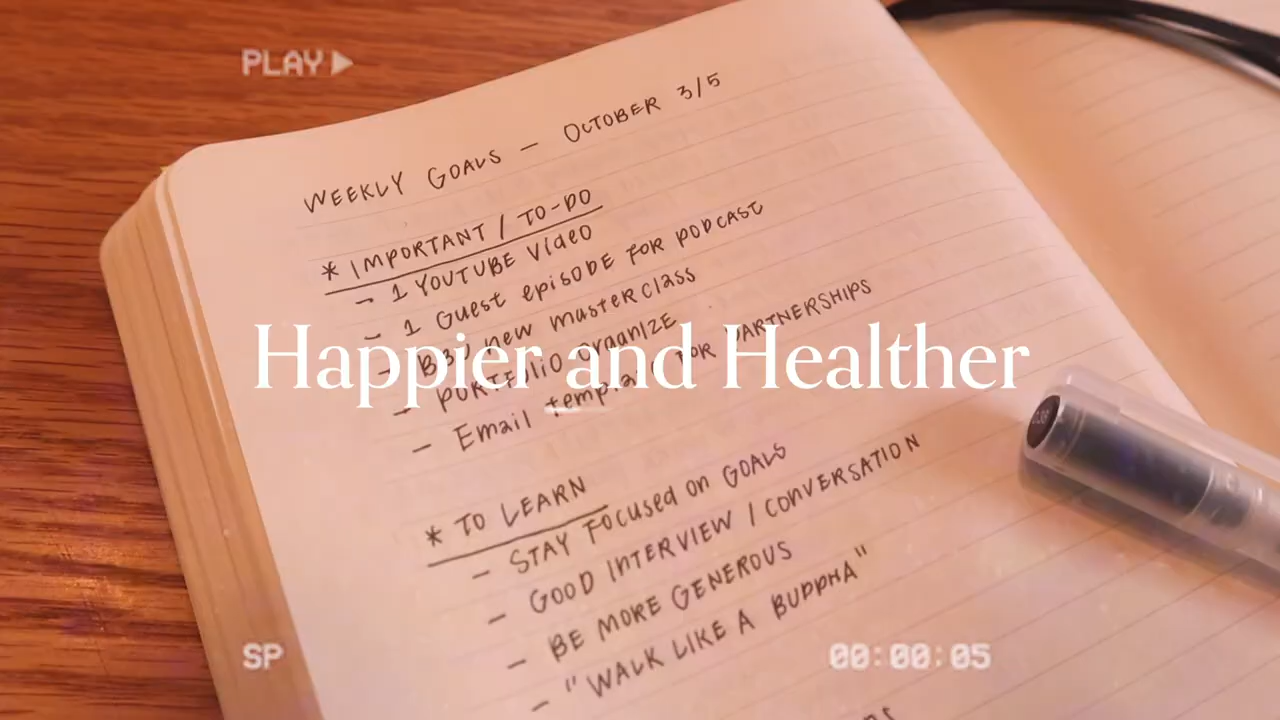 PLAY
WEEKLY GOALS — OCTOBER 3/5
* IMPORTANT / TO-DO
- 1 YOUTUBE Video
- 1 Guest episode for podcast
- new masterclass
- PORTFOLIO organize
- Email template for PARTNERSHIPS
Happier and Healther
* TO LEARN
- STAY Focused on GOALS
- GOOD INTERVIEW / CONVERSATION
- BE MORE GENEROUS
- "WALK LIKE A BUDDHA"
SP
00:00:05